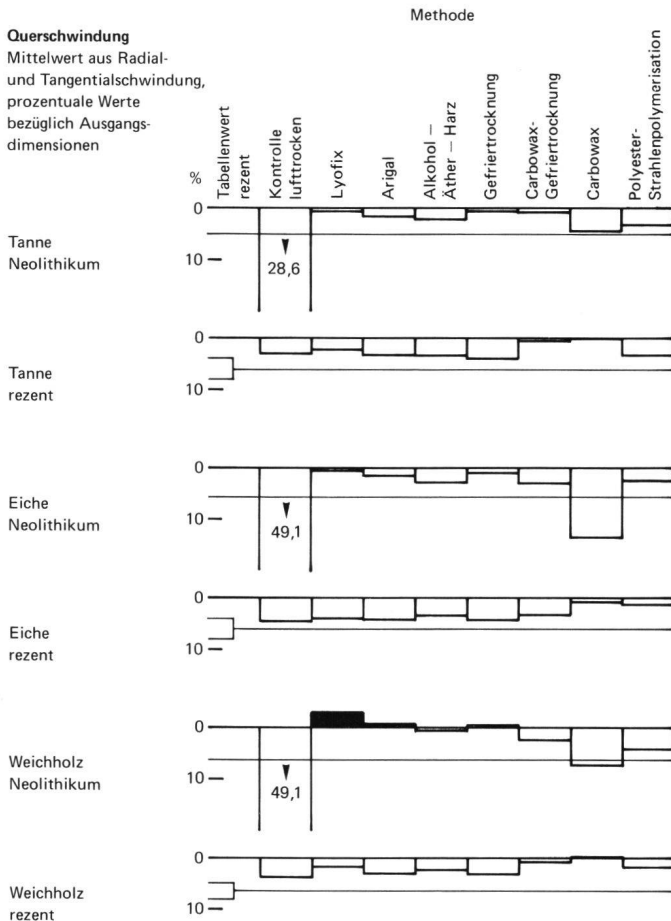 Methode
Querschwindung
Mittelwert aus Radial-
und Tangentialschwindung,
prozentuale Werte
bezüglich Ausgangs-
dimensionen
%
Tabellenwert
rezent
Kontrolle
lufttrocken
Lyofix
Arigal
Alkohol –
Äther – Harz
Gefriertrocknung
Carbowax-
Gefriertrocknung
Carbowax
Polyester-
Strahlenpolymerisation
0
Tanne
Neolithikum
10
28,6
0
Tanne
rezent
10
0
Eiche
Neolithikum
10
49,1
0
Eiche
rezent
10
0
Weichholz
Neolithikum
10
49,1
0
Weichholz
rezent
10